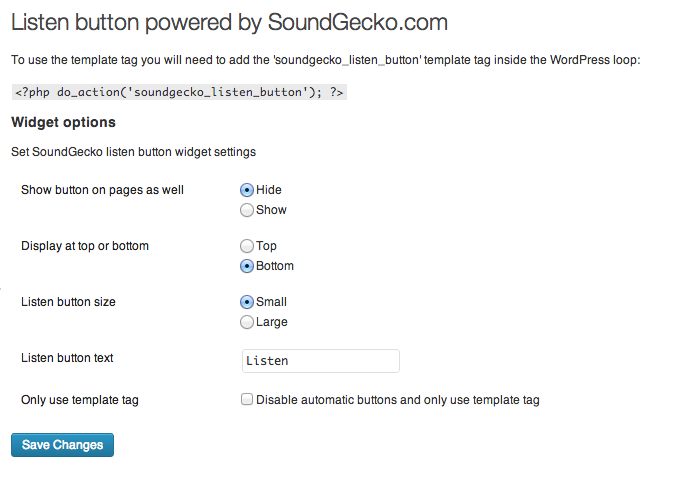 Listen button powered by SoundGecko.com
To use the template tag you will need to add the 'soundgecko_listen_button' template tag inside the WordPress loop:
<?php do_action('soundgecko_listen_button'); ?>
Widget options
Set SoundGecko listen button widget settings
Show button on pages as well
Hide
Show
Display at top or bottom
Top
Bottom
Listen button size
Small
Large
Listen button text
Listen
Only use template tag
Disable automatic buttons and only use template tag
Save Changes